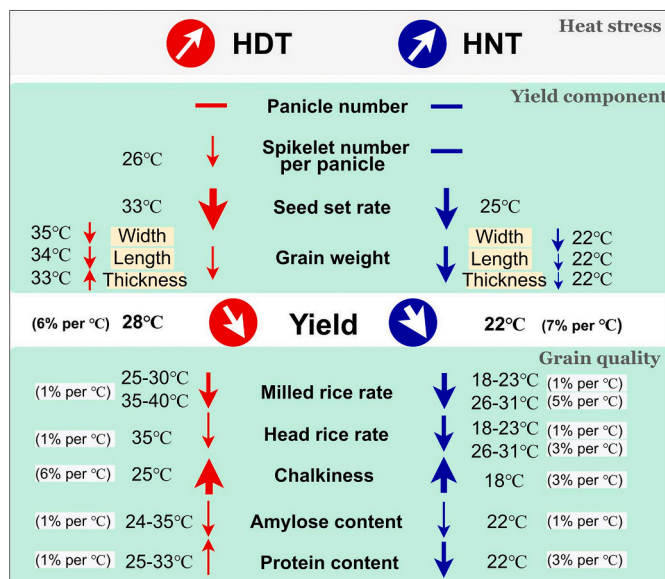 HDT HNT Heat stress
Yield component
Panicle number
26℃ Spikelet number
per panicle
33℃ Seed set rate 25℃
35℃ Width Width 22℃
34℃ Length Grain weight Length 22℃
33℃ Thickness Thickness 22℃
(6% per ℃) 28℃ Yield 22℃ (7% per ℃)
Grain quality
(1% per ℃) 25-30℃ Milled rice rate 18-23℃ (1% per ℃)
35-40℃ 26-31℃ (5% per ℃)
(1% per ℃) 35℃ Head rice rate 18-23℃ (1% per ℃)
26-31℃ (3% per ℃)
(6% per ℃) 25℃ Chalkiness 18℃ (3% per ℃)
(1% per ℃) 24-35℃ Amylose content 22℃ (1% per ℃)
(1% per ℃) 25-33℃ Protein content 22℃ (3% per ℃)